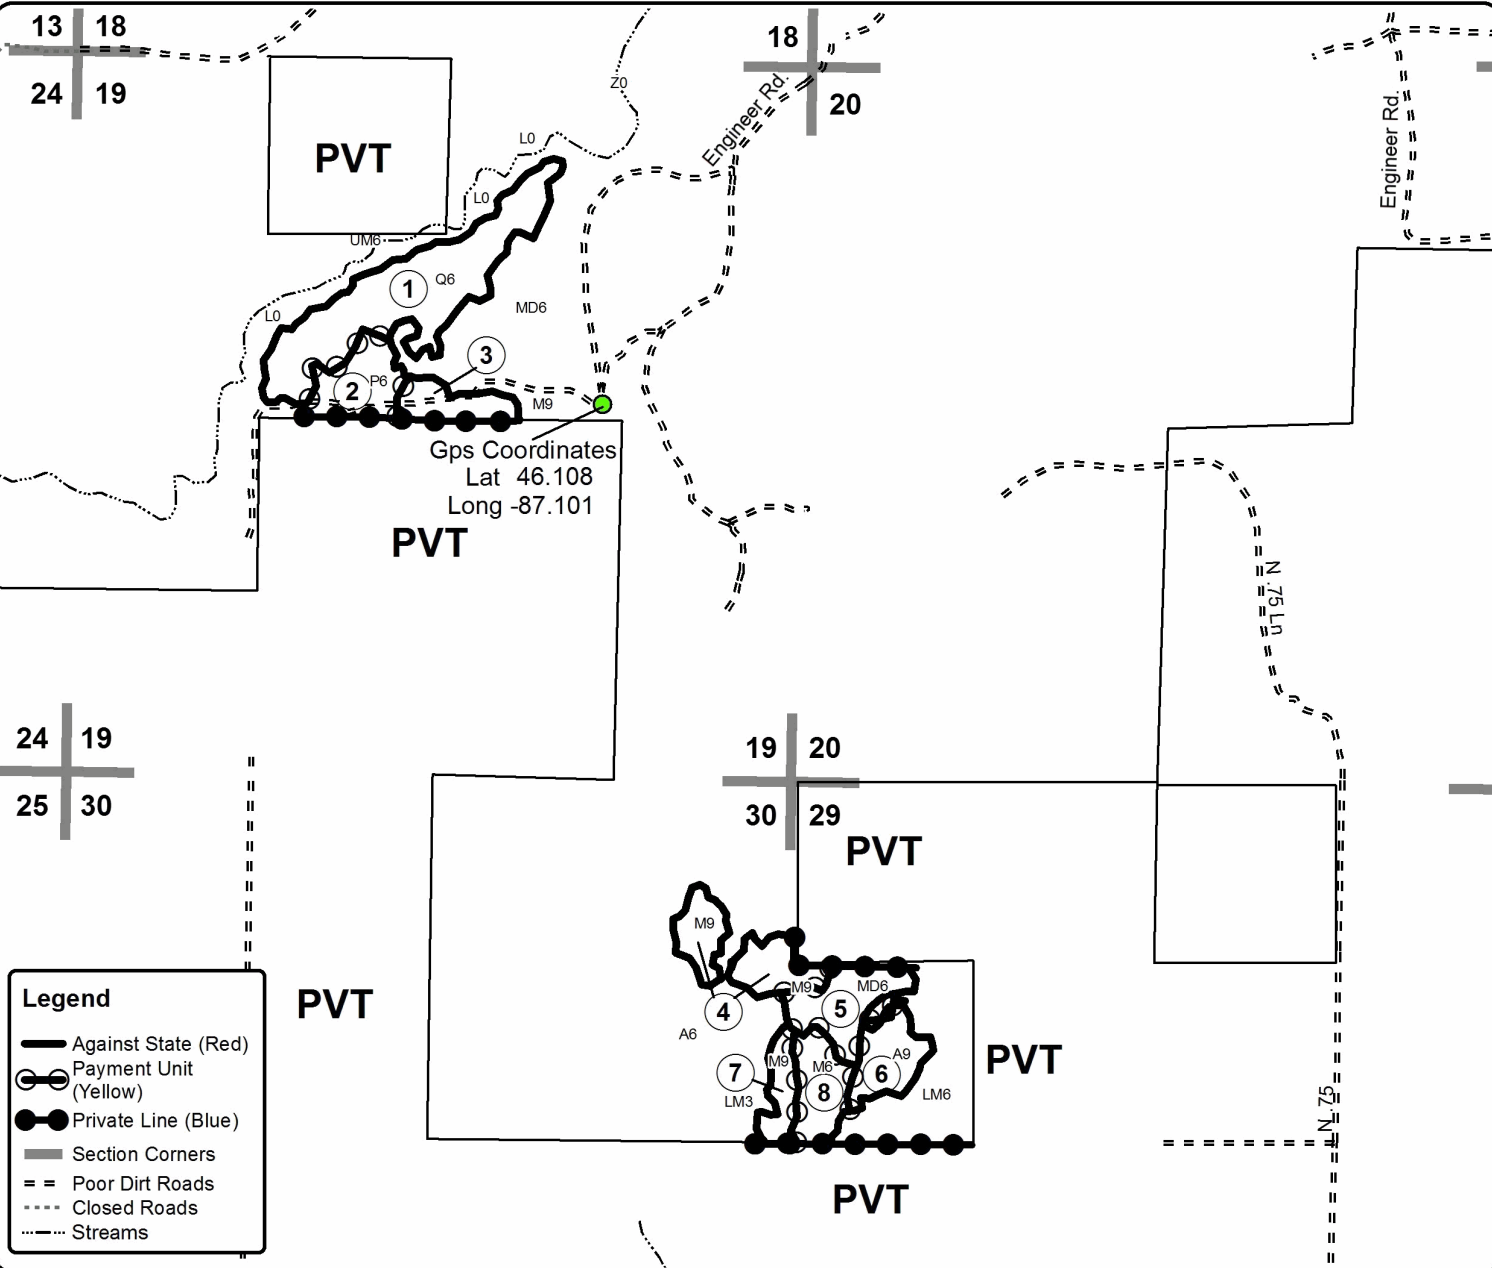 13 18
24 19
18
20
Engineer Rd.
Engineer Rd.
Z0
L0
PVT
L0
UM6
1
Q6
MD6
L0
3
2
P6
M9
Gps Coordinates
Lat 46.108
Long -87.101
PVT
N .75 Ln
24 19
25 30
19 20
30 29
PVT
M9
M9
MD6
4
5
A6
PVT
M9
M6
A9
PVT
7
8
6
LM3
LM6
N .75
PVT
Legend
Against State (Red)
Payment Unit
(Yellow)
Private Line (Blue)
Section Corners
Poor Dirt Roads
Closed Roads
Streams